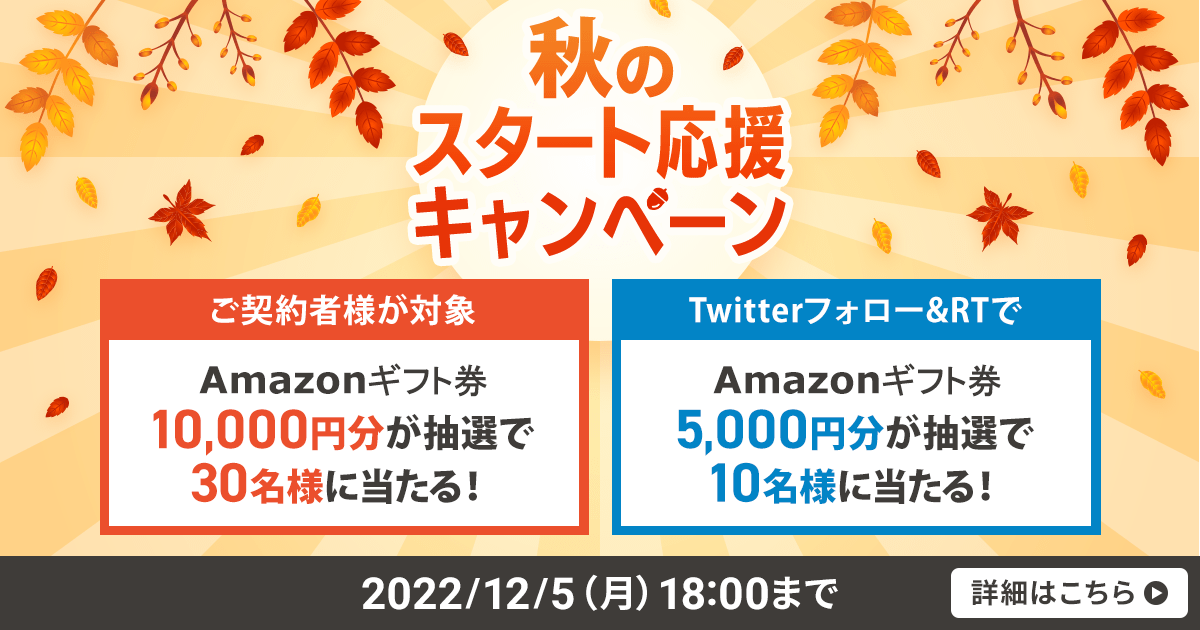 秋の
スタート応援
キャンペーン
ご契約者様が対象
Amazonギフト券
10,000円分が抽選で
30名様に当たる!
Twitterフォロー&RTで
Amazonギフト券
5,000円分が抽選で
10名様に当たる!
2022/12/5(月)18:00まで
詳細はこちら